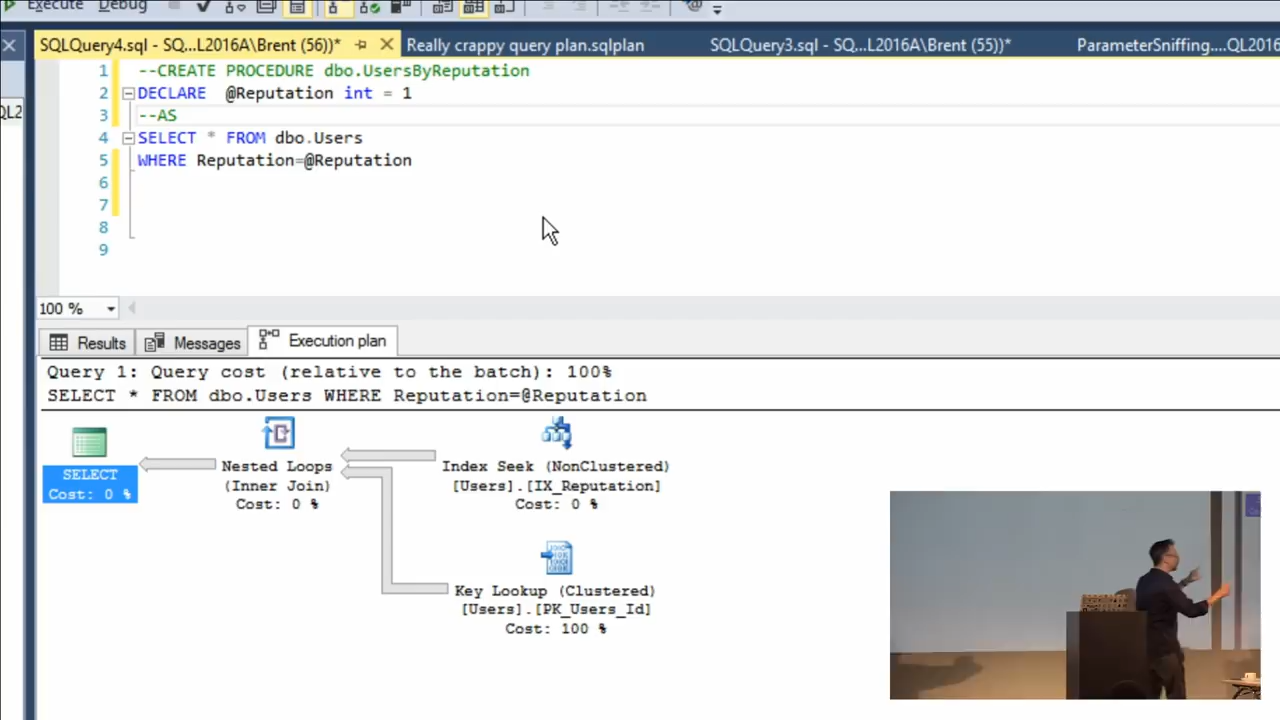 Execute Debug
SQLQuery4.sql - SQ...L2016A\Brent (56))* Really crappy query plan.sqlplan SQLQuery3.sql - SQ...L2016A\Brent (55))* ParameterSniffing....QL2016
QL2
1 --CREATE PROCEDURE dbo.UsersByReputation
2 DECLARE @Reputation int = 1
3 --AS
4 SELECT * FROM dbo.Users
5 WHERE Reputation=@Reputation
6
7
8
9
100 %
Results Messages Execution plan
Query 1: Query cost (relative to the batch): 100%
SELECT * FROM dbo.Users WHERE Reputation=@Reputation
SELECT
Cost: 0 %
Nested Loops
(Inner Join)
Cost: 0 %
Index Seek (NonClustered)
[Users].[IX_Reputation]
Cost: 0 %
Key Lookup (Clustered)
[Users].[PK_Users_Id]
Cost: 100 %